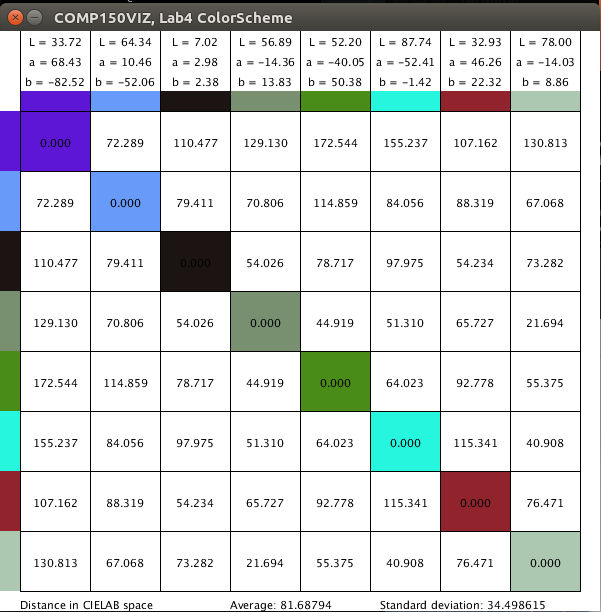 COMP150VIZ, Lab4 ColorScheme
L = 33.72 L = 64.34 L = 7.02 L = 56.89 L = 52.20 L = 87.74 L = 32.93 L = 78.00
a = 68.43 a = 10.46 a = 2.98 a = −14.36 a = −40.05 a = −52.41 a = 46.26 a = −14.03
b = −82.52 b = −52.06 b = 2.38 b = 13.83 b = 50.38 b = −1.42 b = 22.32 b = 8.86
0.000 72.289 110.477 129.130 172.544 155.237 107.162 130.813
72.289 0.000 79.411 70.806 114.859 84.056 88.319 67.068
110.477 79.411 0.000 54.026 78.717 97.975 54.234 73.282
129.130 70.806 54.026 0.000 44.919 51.310 65.727 21.694
172.544 114.859 78.717 44.919 0.000 64.023 92.778 55.375
155.237 84.056 97.975 51.310 64.023 0.000 115.341 40.908
107.162 88.319 54.234 65.727 92.778 115.341 0.000 76.471
130.813 67.068 73.282 21.694 55.375 40.908 76.471 0.000
Distance in CIELAB space Average: 81.68794 Standard deviation: 34.498615